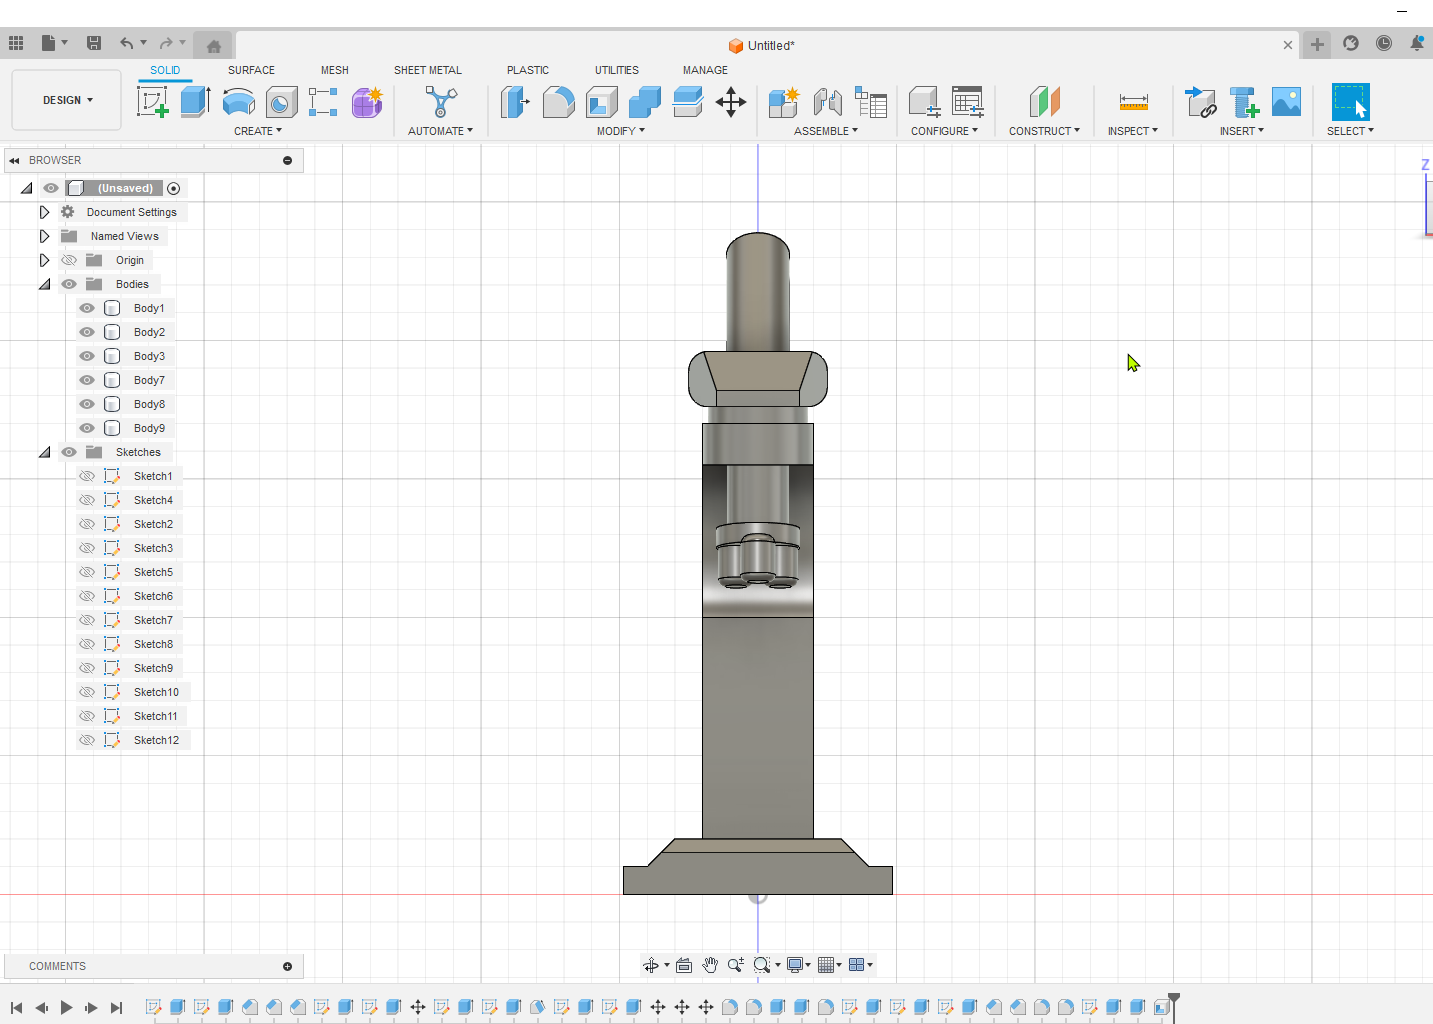 Untitled*
SOLID SURFACE MESH SHEET METAL PLASTIC UTILITIES MANAGE
DESIGN
CREATE AUTOMATE MODIFY ASSEMBLE CONFIGURE CONSTRUCT INSPECT INSERT SELECT
BROWSER
(Unsaved)
Document Settings
Named Views
Origin
Bodies
Body1
Body2
Body3
Body7
Body8
Body9
Sketches
Sketch1
Sketch4
Sketch2
Sketch3
Sketch5
Sketch6
Sketch7
Sketch8
Sketch9
Sketch10
Sketch11
Sketch12
Z
COMMENTS